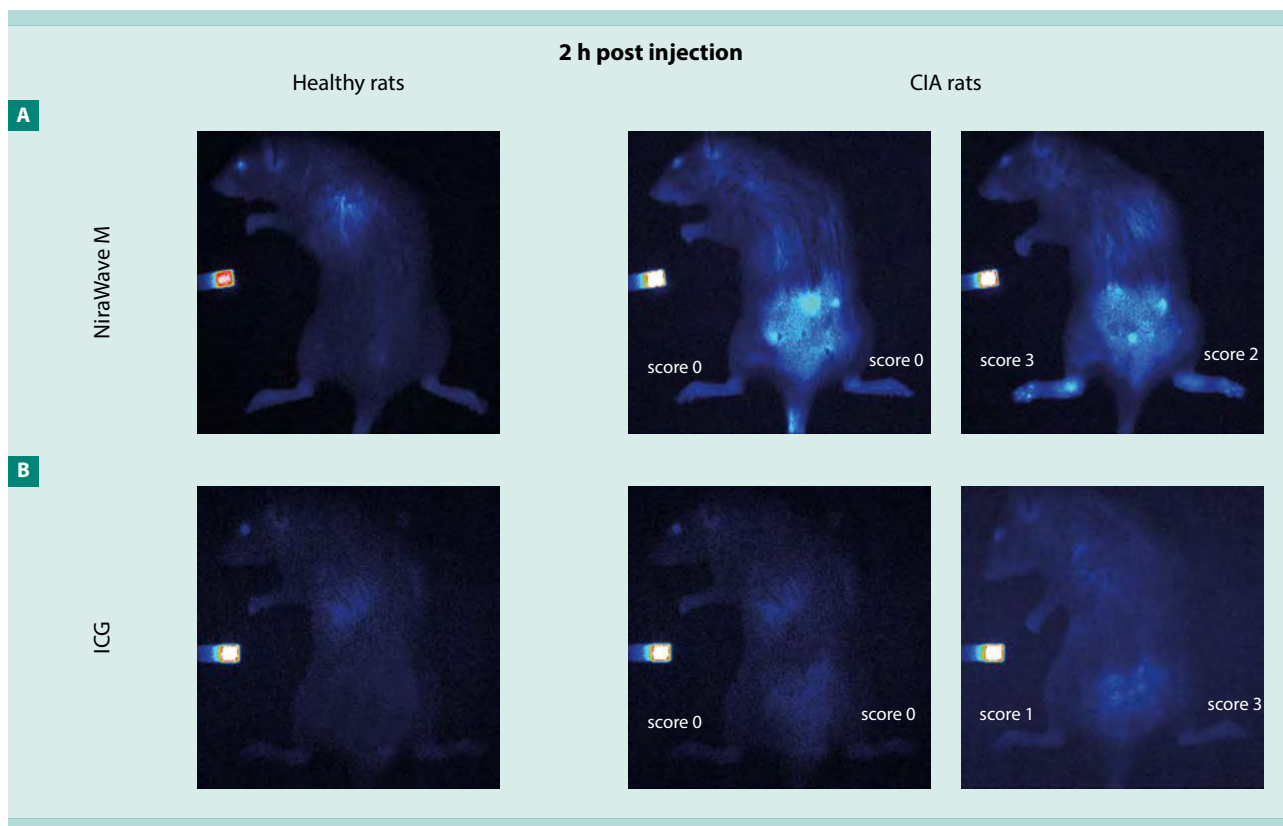 2 h post injection
Healthy rats
CIA rats
A
NiraWave M
score 0
score 0
score 3
score 2
B
ICG
score 0
score 0
score 1
score 3